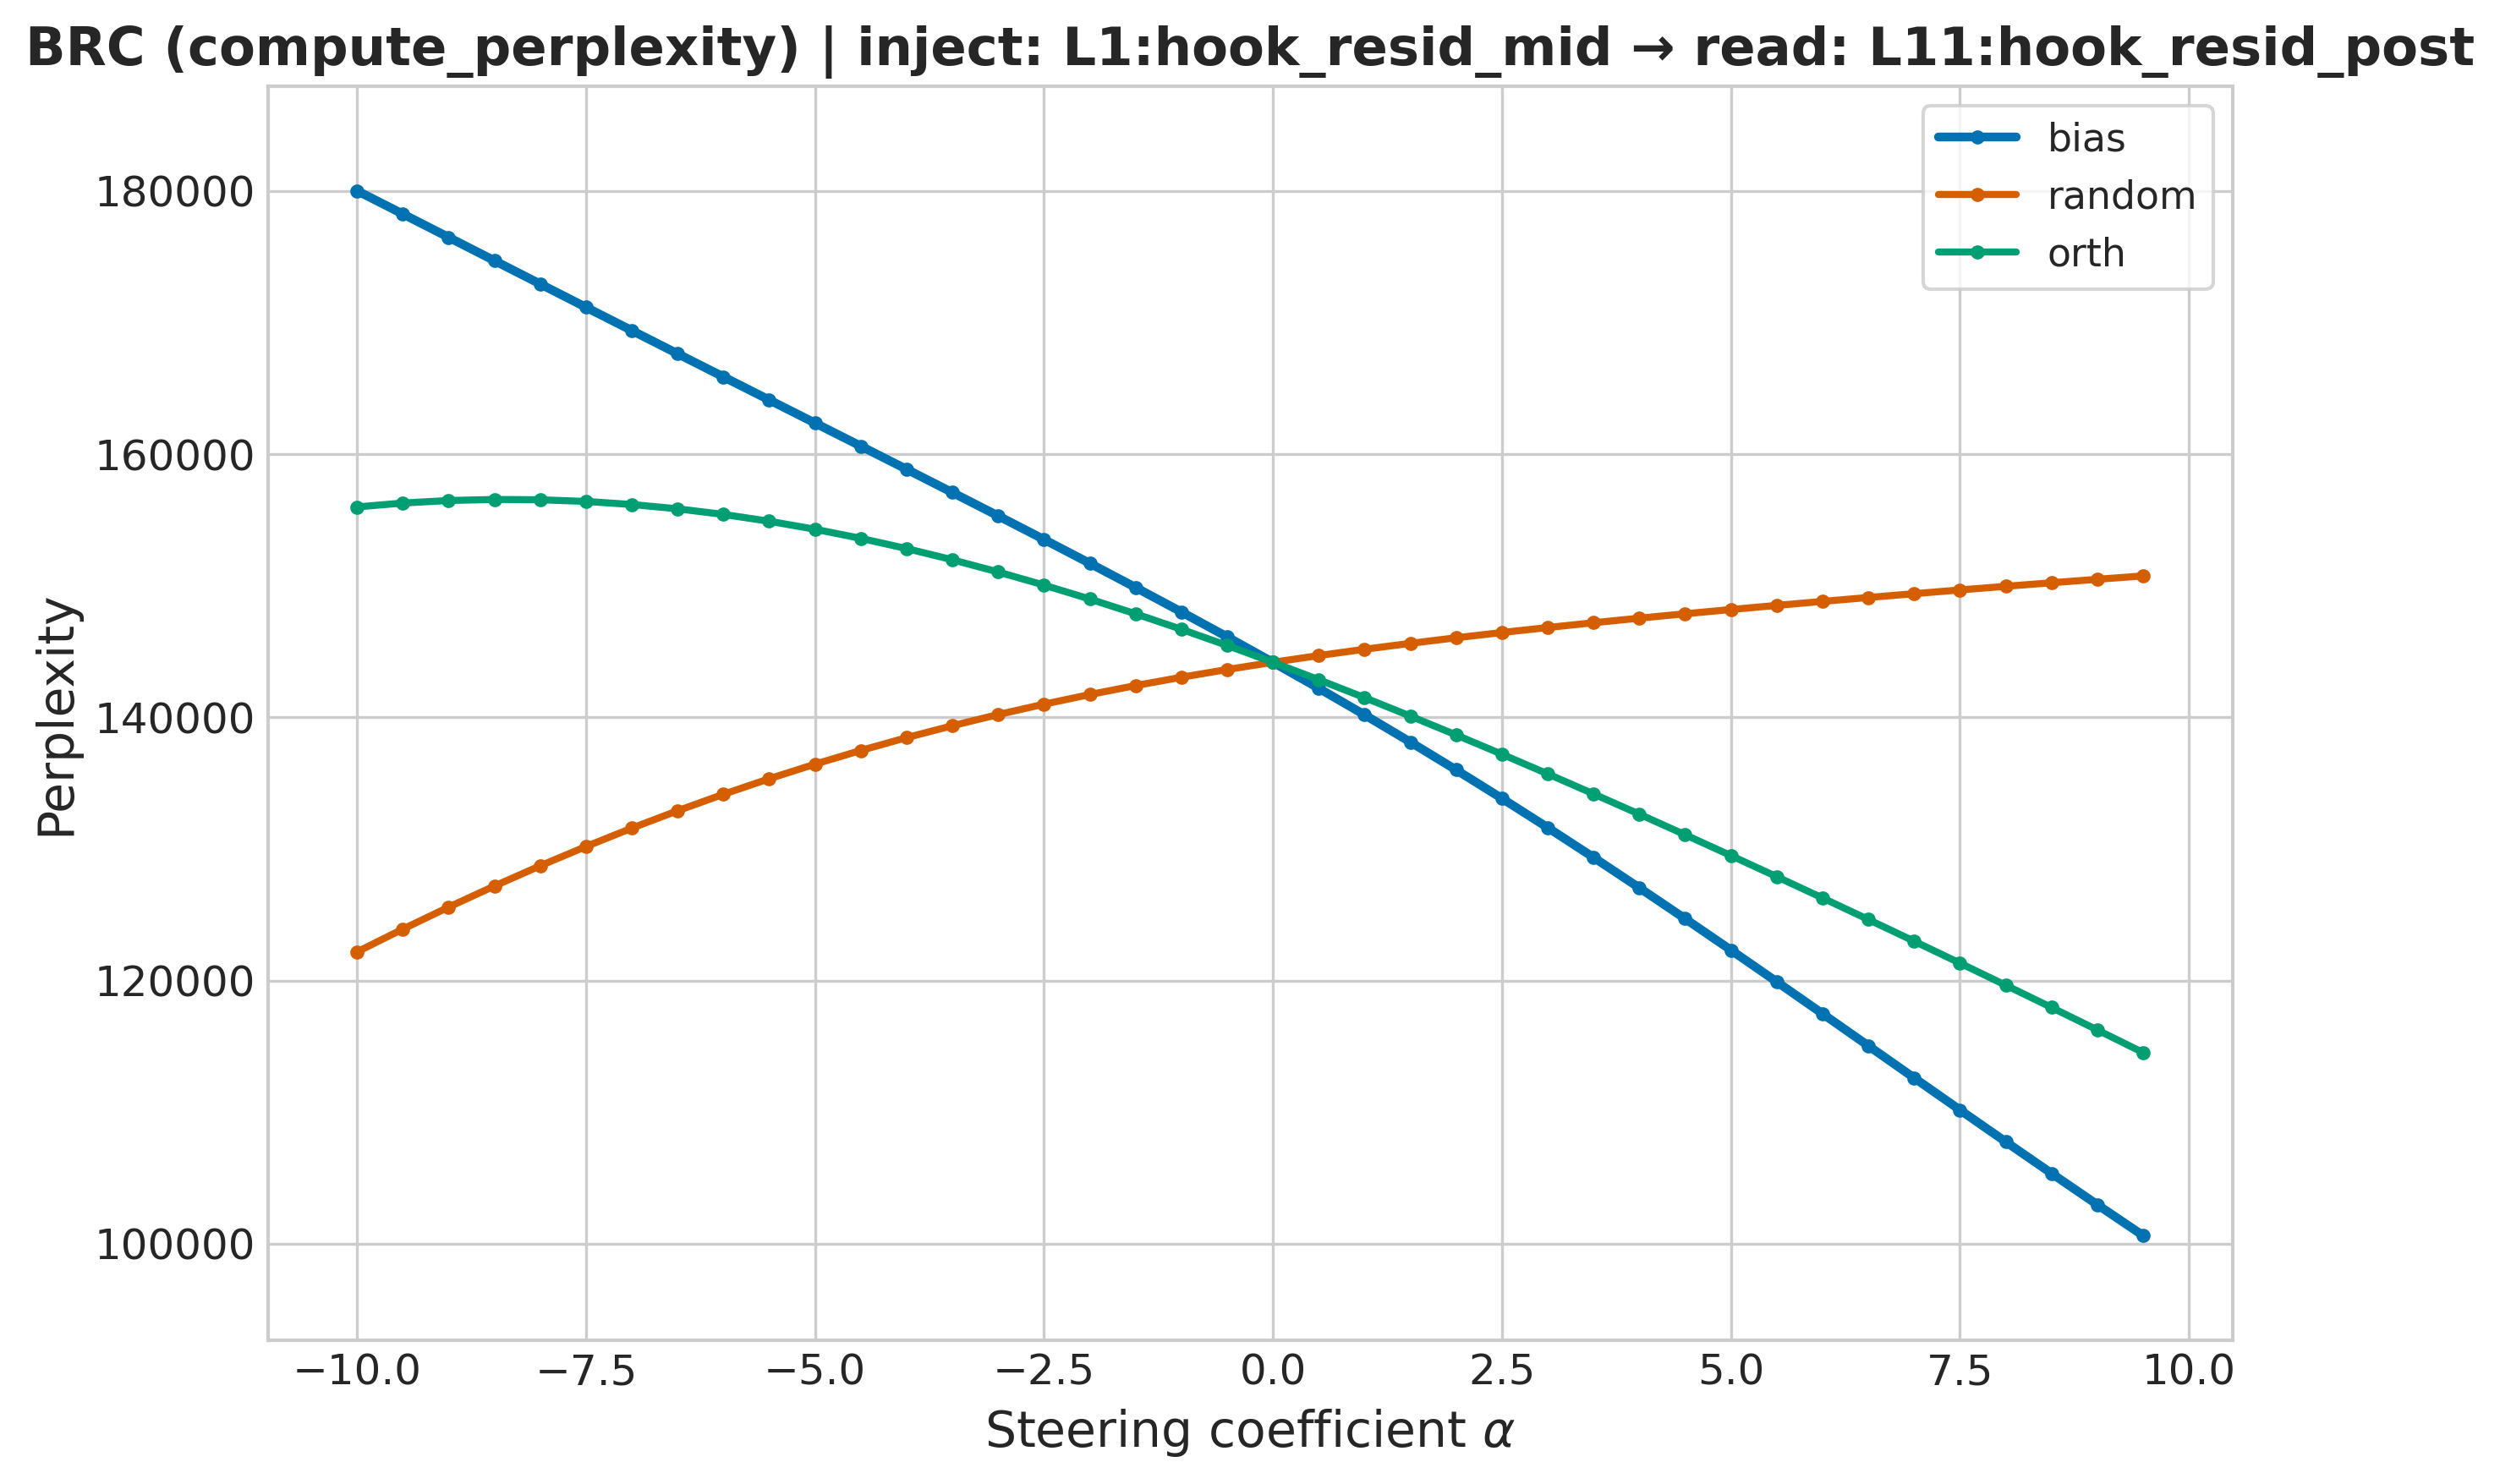 BRC (compute_perplexity) | inject: L1:hook_resid_mid → read: L11:hook_resid_post
bias
random
orth
Perplexity
180000
160000
140000
120000
100000
−10.0 −7.5 −5.0 −2.5 0.0 2.5 5.0 7.5 10.0
Steering coefficient α